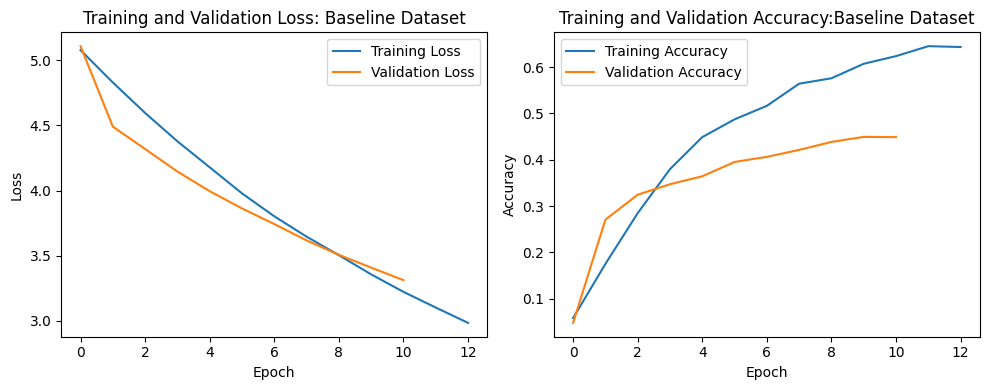 Training and Validation Loss: Baseline Dataset
5.0
4.5
4.0
3.5
3.0
Loss
0 2 4 6 8 10 12
Epoch
Training Loss
Validation Loss
Training and Validation Accuracy:Baseline Dataset
0.6
0.5
0.4
0.3
0.2
0.1
Accuracy
0 2 4 6 8 10 12
Epoch
Training Accuracy
Validation Accuracy